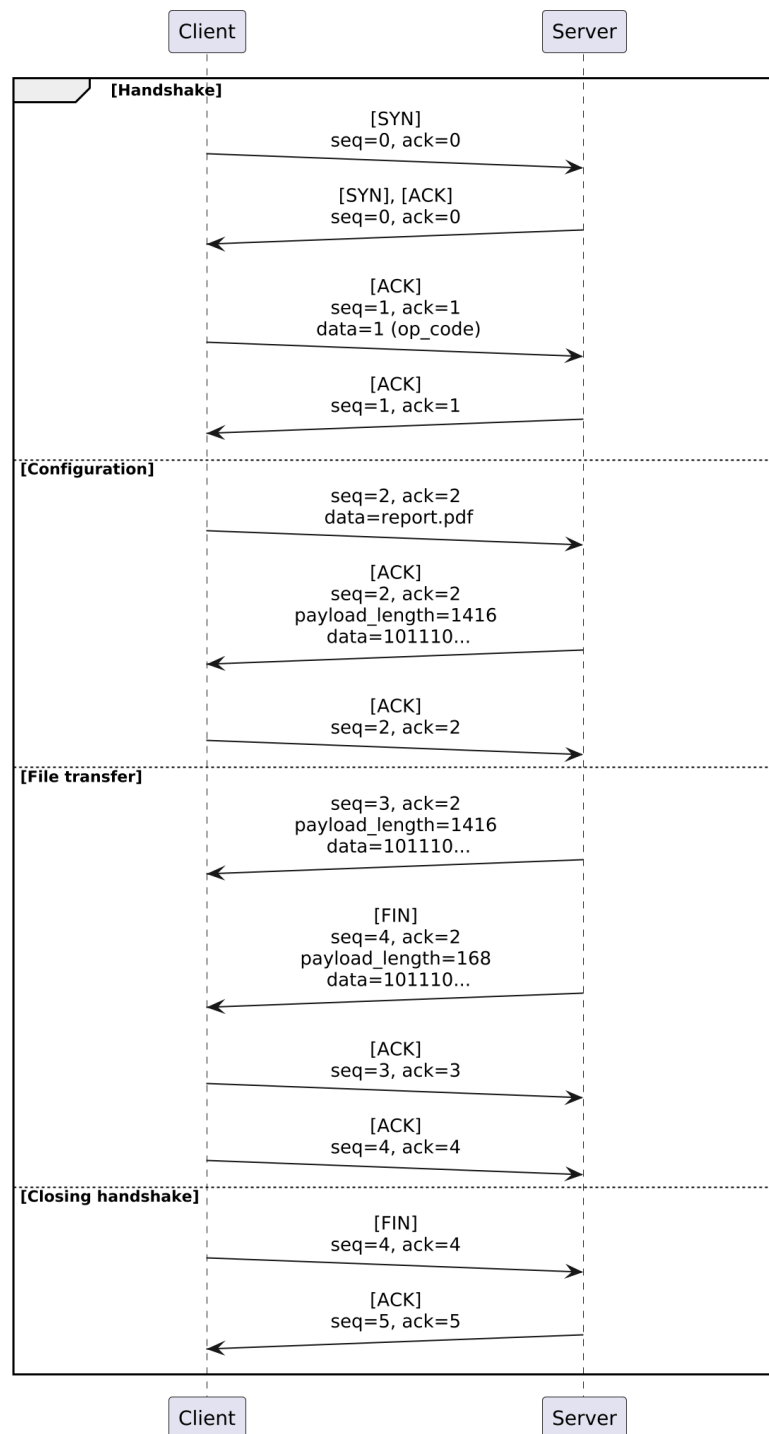 Client
Server
[Handshake]
[SYN]
seq=0, ack=0
[SYN], [ACK]
seq=0, ack=0
[ACK]
seq=1, ack=1
data=1 (op_code)
[ACK]
seq=1, ack=1
[Configuration]
seq=2, ack=2
data=report.pdf
[ACK]
seq=2, ack=2
payload_length=1416
data=101110...
[ACK]
seq=2, ack=2
[File transfer]
seq=3, ack=2
payload_length=1416
data=101110...
[FIN]
seq=4, ack=2
payload_length=168
data=101110...
[ACK]
seq=3, ack=3
[ACK]
seq=4, ack=4
[Closing handshake]
[FIN]
seq=4, ack=4
[ACK]
seq=5, ack=5
Client
Server